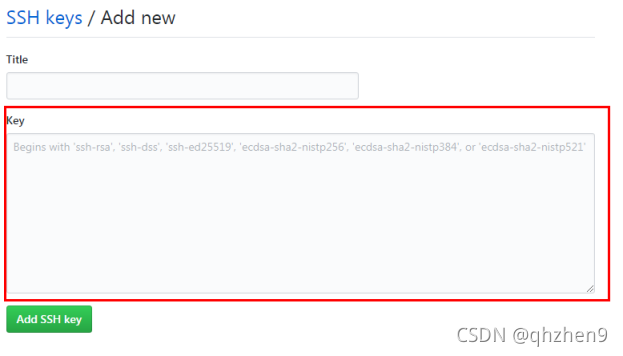 SSH keys / Add new
Title
Key
Begins with 'ssh-rsa', 'ssh-dss', 'ssh-ed25519', 'ecdsa-sha2-nistp256', 'ecdsa-sha2-nistp384', or 'ecdsa-sha2-nistp521'
Add SSH key
CSDN @qhzhen9